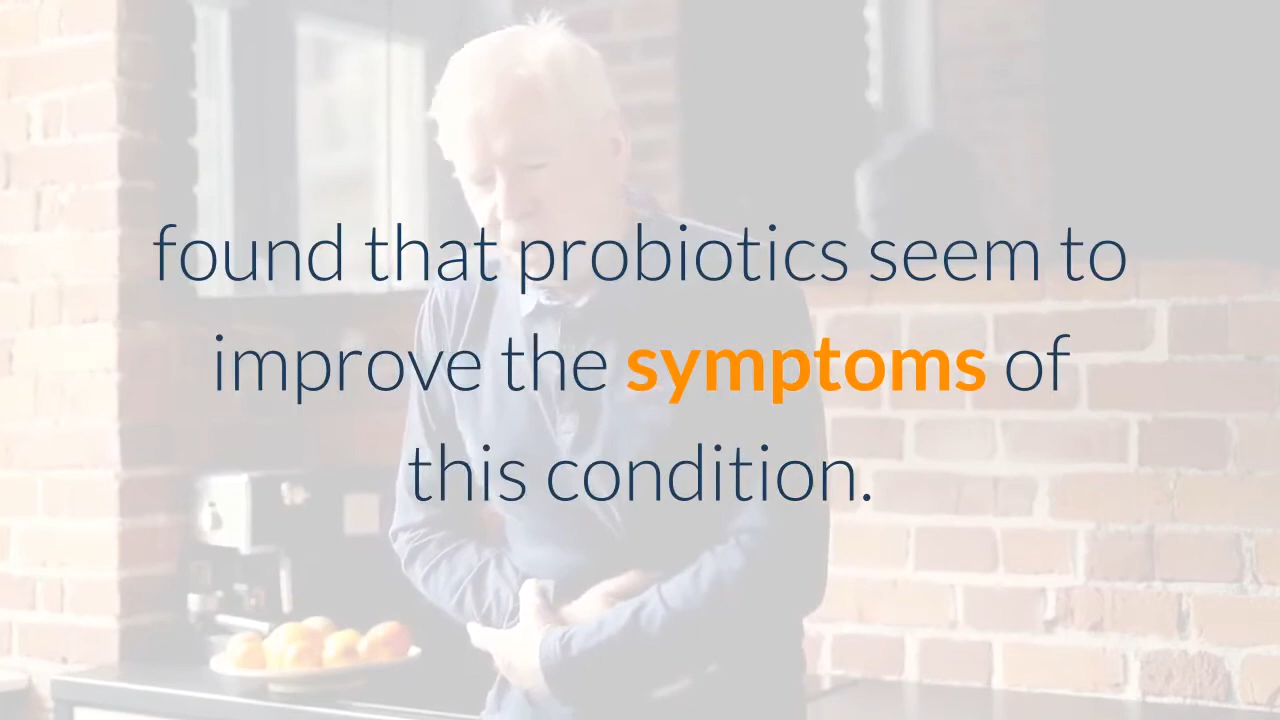 found that probiotics seem to
improve the symptoms of
this condition.